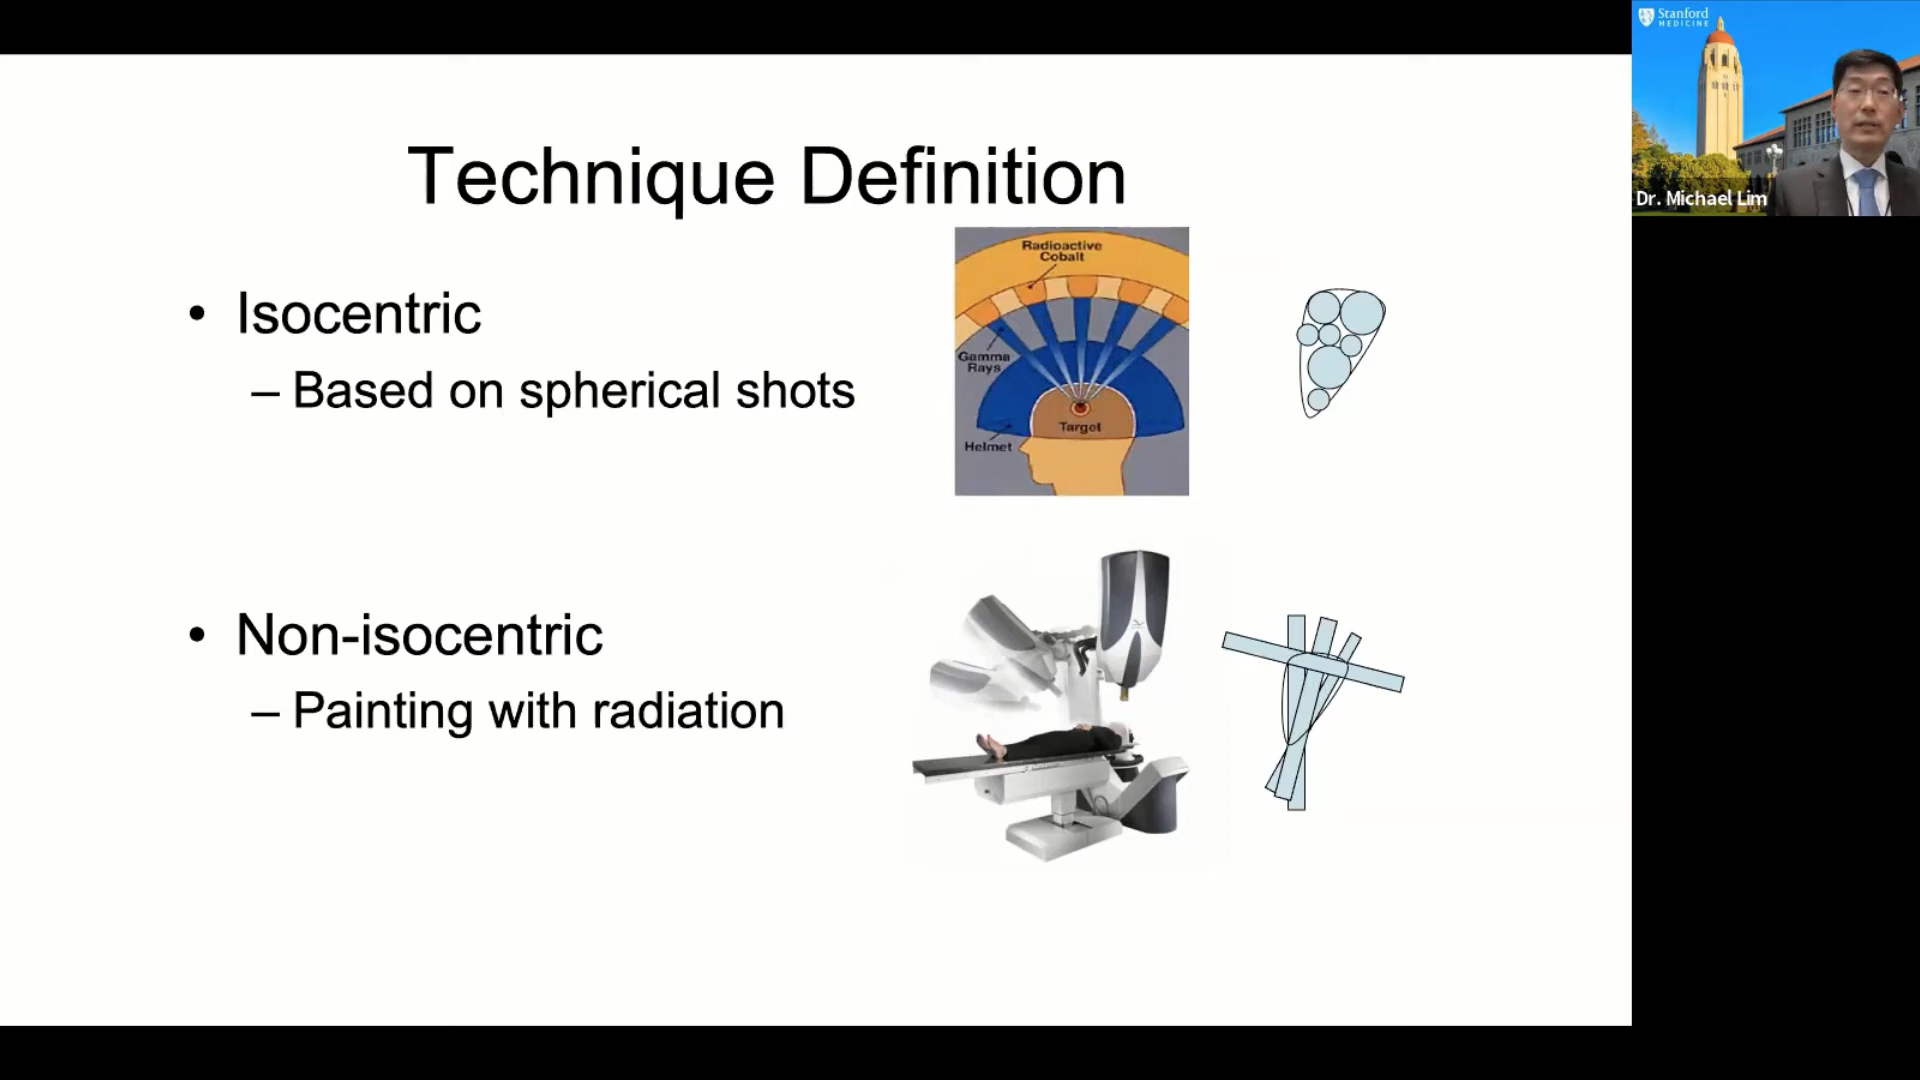 Stanford
MEDICINE
Dr. Michael Lim
Technique Definition
• Isocentric
– Based on spherical shots
Radioactive
Cobalt
Gamma
Rays
Helmet
Target
• Non-isocentric
– Painting with radiation